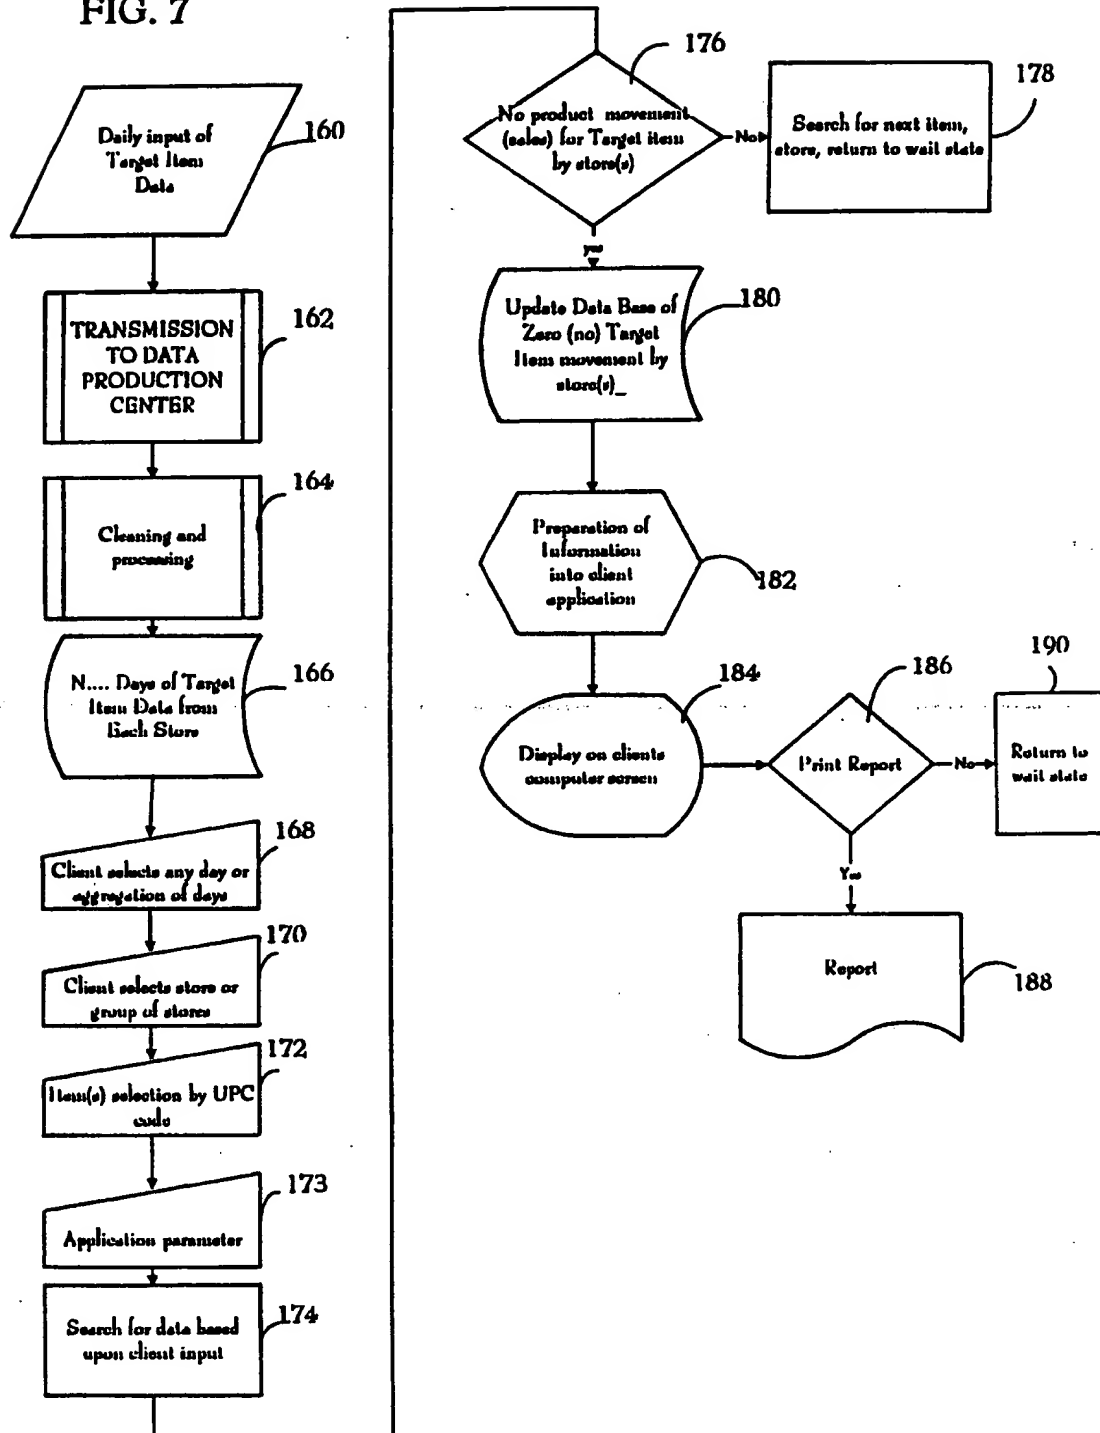 FIG. 7
Daily input of
Target Item
Data
160
TRANSMISSION
TO DATA
PRODUCTION
CENTER
162
Cleaning and
processing
164
N.... Days of Target
Item Data from
Each Store
166
Client selects any day or
aggregation of days
168
Client selects store or
group of stores
170
Item(s) selection by UPC
code
172
Application parameter
173
Search for data based
upon client input
174
No product movement
(sales) for Target item
by store(s)
176
No
Search for next item,
store, return to wait state
178
yes
Update Data Base of
Zero (no) Target
Item movement by
store(s)_
180
Preparation of
Information
into client
application
182
Display on clients
computer screen
184
Print Report
186
No
Return to
wait state
190
Yes
Report
188